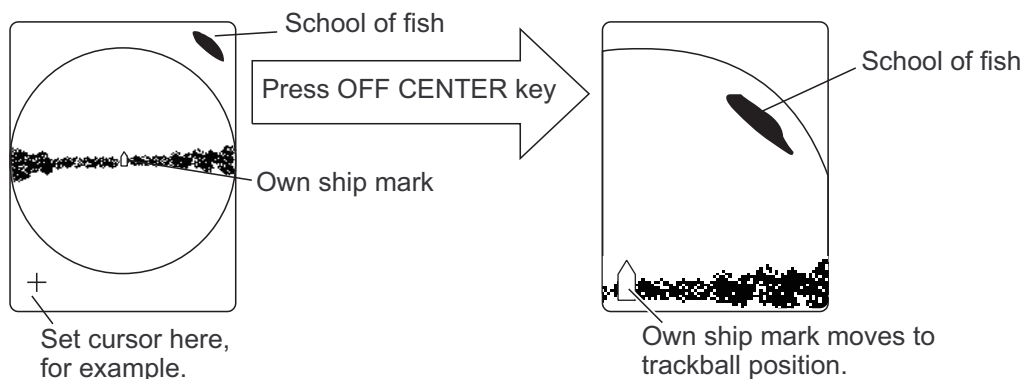 School of fish
Press OFF CENTER key
Own ship mark
Set cursor here,
for example.
School of fish
Own ship mark moves to
trackball position.